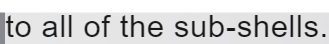 to all of the sub-shells.